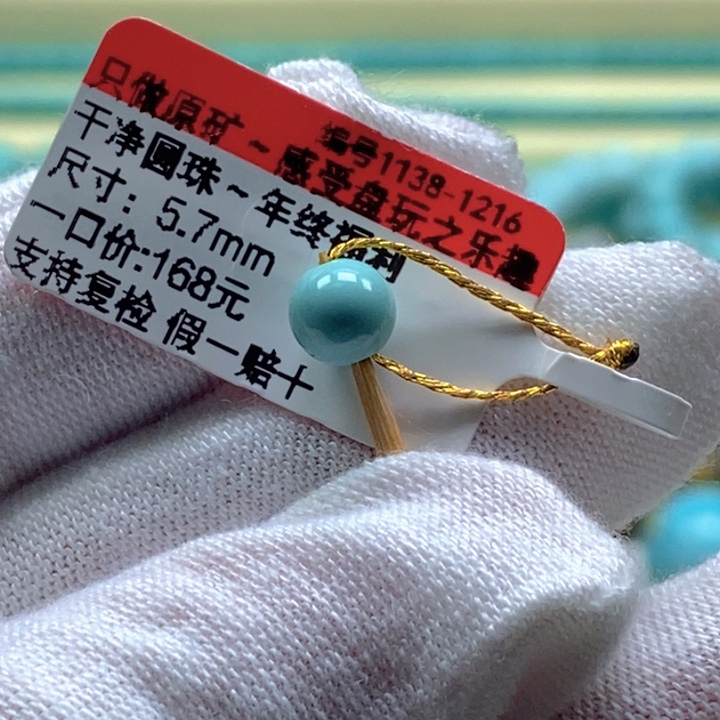 编号1138-1216
只做原矿~感受盘玩之乐趣
干净圆珠~年终福利
尺寸: 5.7mm
一口价:168元
支持复检 假一赔十